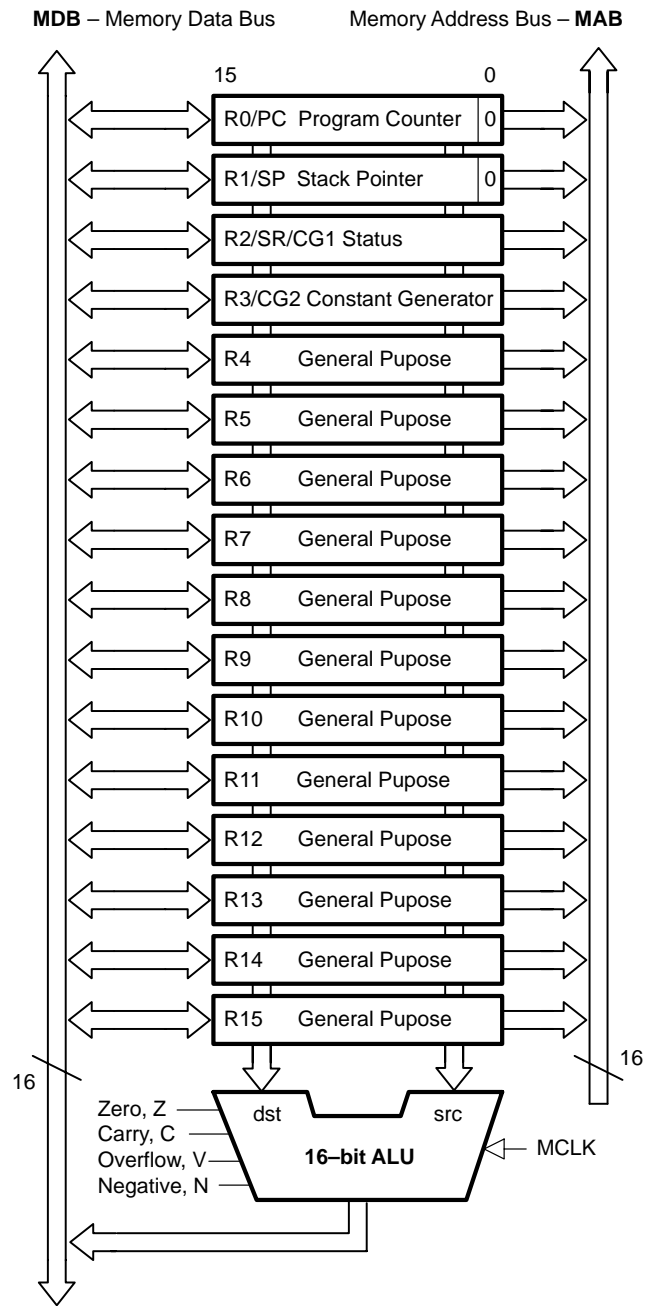 MDB – Memory Data Bus Memory Address Bus – MAB
15 0
R0/PC Program Counter 0
R1/SP Stack Pointer 0
R2/SR/CG1 Status
R3/CG2 Constant Generator
R4 General Pupose
R5 General Pupose
R6 General Pupose
R7 General Pupose
R8 General Pupose
R9 General Pupose
R10 General Pupose
R11 General Pupose
R12 General Pupose
R13 General Pupose
R14 General Pupose
R15 General Pupose
16 16
Zero, Z dst src
Carry, C
Overflow, V 16–bit ALU MCLK
Negative, N